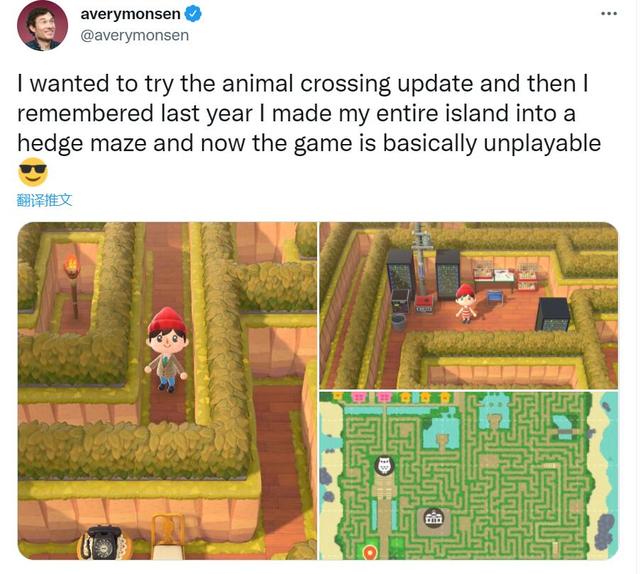 averymonsen
@averymonsen
I wanted to try the animal crossing update and then I
remembered last year I made my entire island into a
hedge maze and now the game is basically unplayable
😎
翻译推文